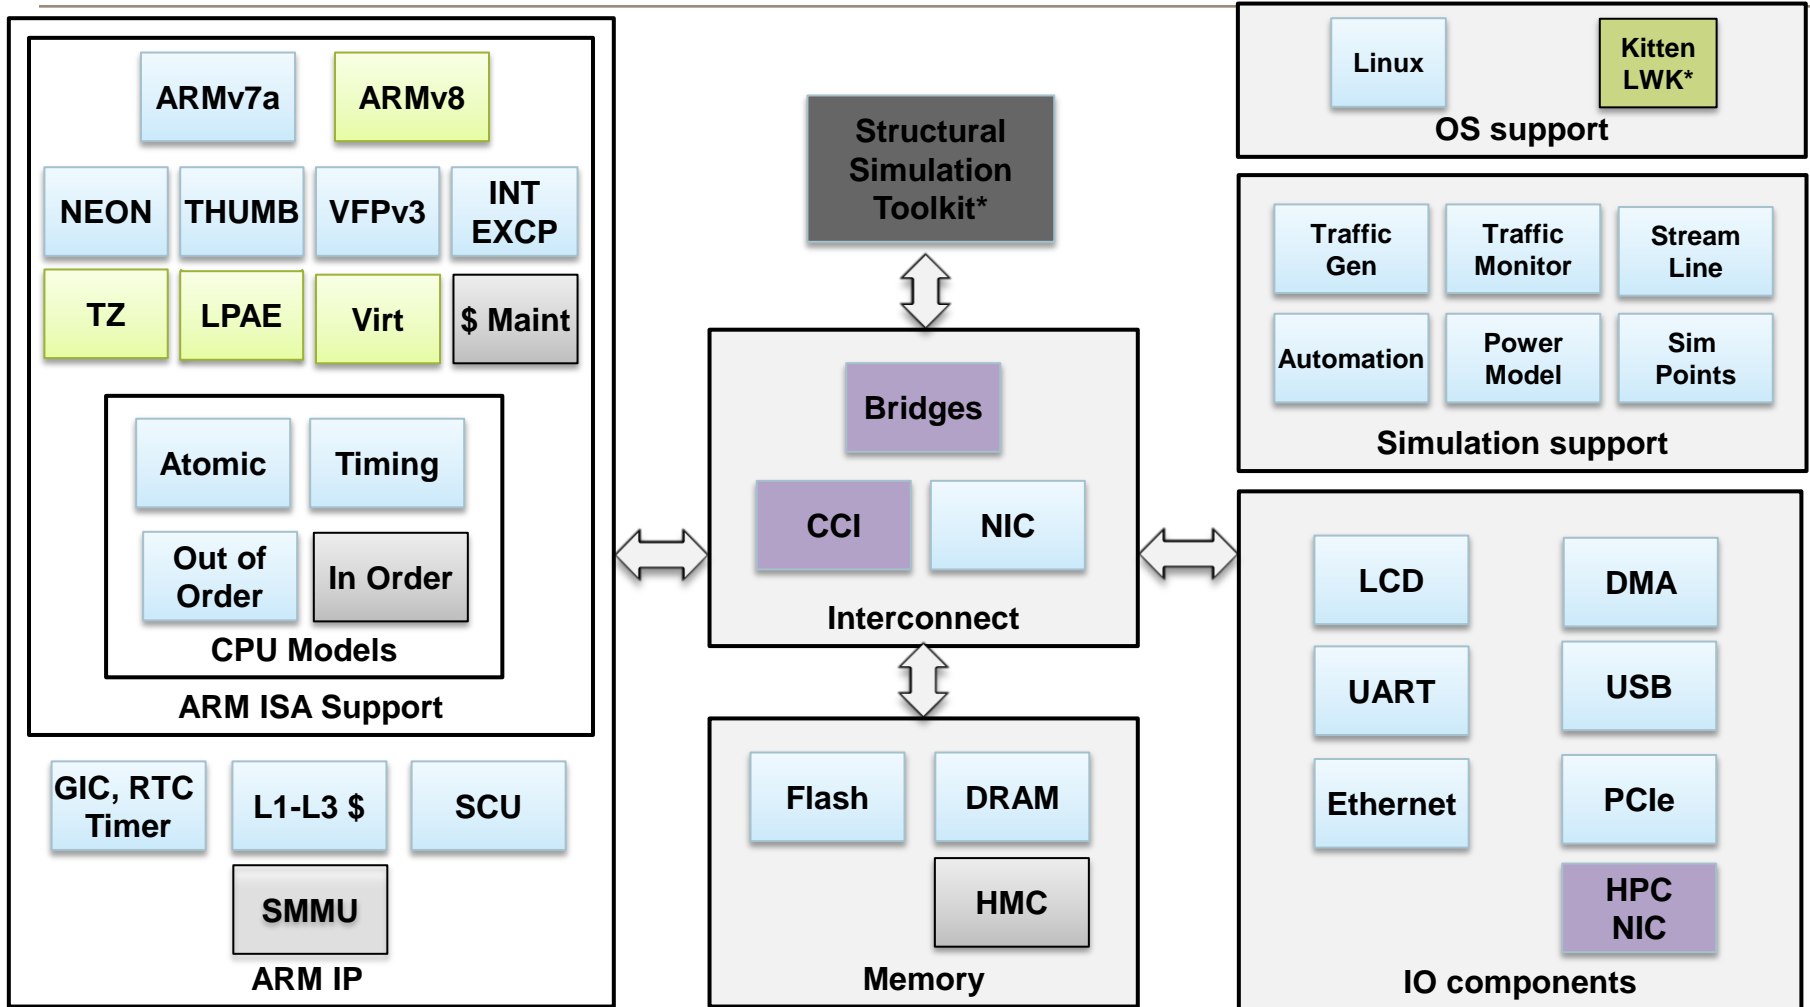 ARMv7a
ARMv8
NEON
THUMB
VFPv3
INT
EXCP
TZ
LPAE
Virt
$ Maint
Atomic
Timing
Out of
Order
In Order
CPU Models
ARM ISA Support
GIC, RTC
Timer
L1-L3 $
SCU
SMMU
ARM IP
Structural
Simulation
Toolkit*
Bridges
CCI
NIC
Interconnect
Flash
DRAM
HMC
Memory
Linux
Kitten
LWK*
OS support
Traffic
Gen
Traffic
Monitor
Stream
Line
Automation
Power
Model
Sim
Points
Simulation support
LCD
DMA
UART
USB
Ethernet
PCIe
HPC
NIC
IO components